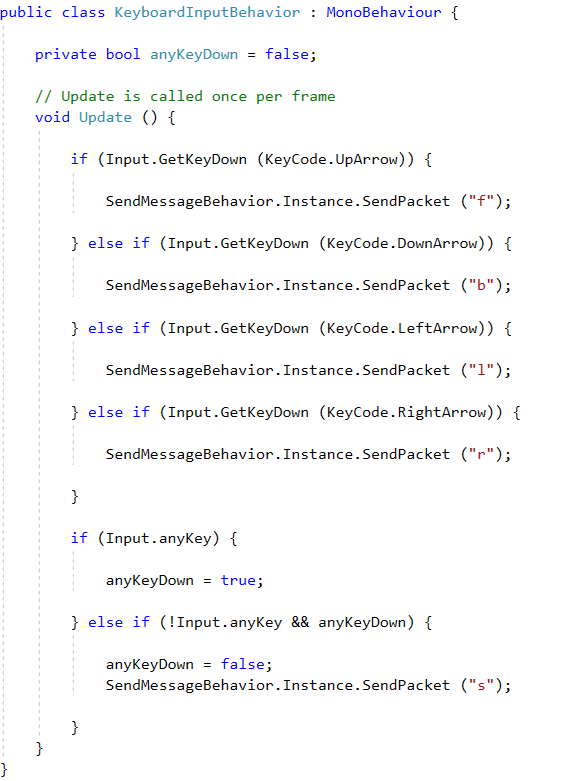 public class KeyboardInputBehavior : MonoBehaviour {
private bool anyKeyDown = false;
// Update is called once per frame
void Update () {
if (Input.GetKeyDown (KeyCode.UpArrow)) {
SendMessageBehavior.Instance.SendPacket ("f");
} else if (Input.GetKeyDown (KeyCode.DownArrow)) {
SendMessageBehavior.Instance.SendPacket ("b");
} else if (Input.GetKeyDown (KeyCode.LeftArrow)) {
SendMessageBehavior.Instance.SendPacket ("l");
} else if (Input.GetKeyDown (KeyCode.RightArrow)) {
SendMessageBehavior.Instance.SendPacket ("r");
}
if (Input.anyKey) {
anyKeyDown = true;
} else if (!Input.anyKey && anyKeyDown) {
anyKeyDown = false;
SendMessageBehavior.Instance.SendPacket ("s");
}
}
}